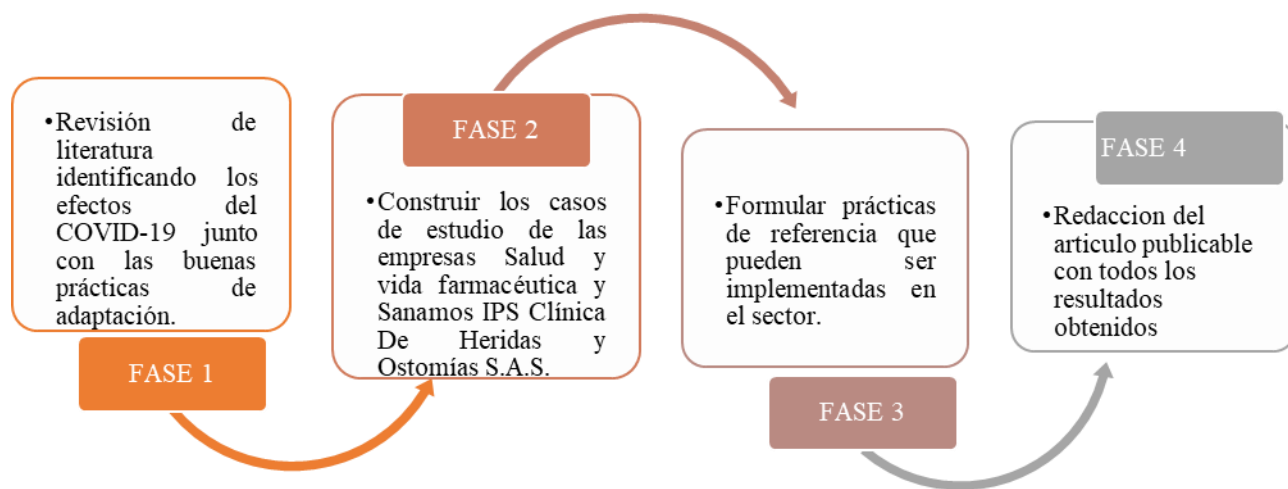 •Revisión de
literatura
identificando los
efectos del
COVID-19 junto
con las buenas
prácticas de
adaptación.
FASE 1
FASE 2
•Construir los casos
de estudio de las
empresas Salud y
vida farmacéutica y
Sanamos IPS Clínica
De Heridas y
Ostomías S.A.S.
•Formular prácticas
de referencia que
pueden ser
implementadas en
el sector.
FASE 3
FASE 4
•Redaccion del
articulo publicable
con todos los
resultados
obtenidos